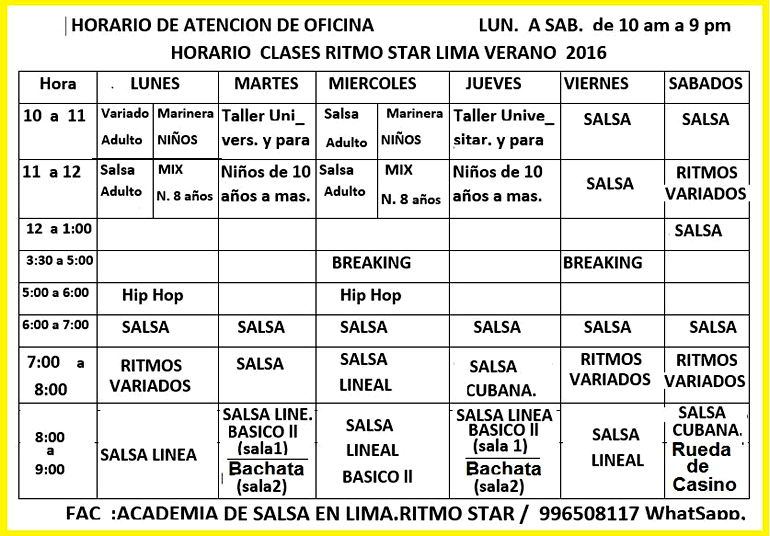 HORARIO DE ATENCION DE OFICINA LUN. A SAB. de 10 am a 9 pm
HORARIO CLASES RITMO STAR LIMA VERANO 2016
Hora LUNES MARTES MIERCOLES JUEVES VIERNES SABADOS
10 a 11 Variado Marinera Taller Uni_ Salsa Marinera Taller Unive_ SALSA SALSA
Adulto NIÑOS vers. y para Adulto NIÑOS sitar. y para
11 a 12 Salsa MIX Niños de 10 Salsa MIX Niños de 10 SALSA RITMOS
Adulto N. 8 años años a mas. Adulto N. 8 años años a mas. VARIADOS
12 a 1:00 SALSA
3:30 a 5:00 BREAKING BREAKING
5:00 a 6:00 Hip Hop Hip Hop
6:00 a 7:00 SALSA SALSA SALSA SALSA SALSA SALSA
7:00 a RITMOS SALSA SALSA SALSA RITMOS RITMOS
8:00 VARIADOS LINEAL CUBANA. VARIADOS VARIADOS
8:00 SALSA LINEA SALSA LINE. SALSA SALSA LINEA SALSA SALSA
a BASICO ll LINEAL BASICO ll LINEAL CUBANA.
9:00 (sala1) BASICO ll (sala 1) Rueda
Bachata Bachata de
(sala2) (sala2) Casino
FAC :ACADEMIA DE SALSA EN LIMA.RITMO STAR / 996508117 WhatSapp.